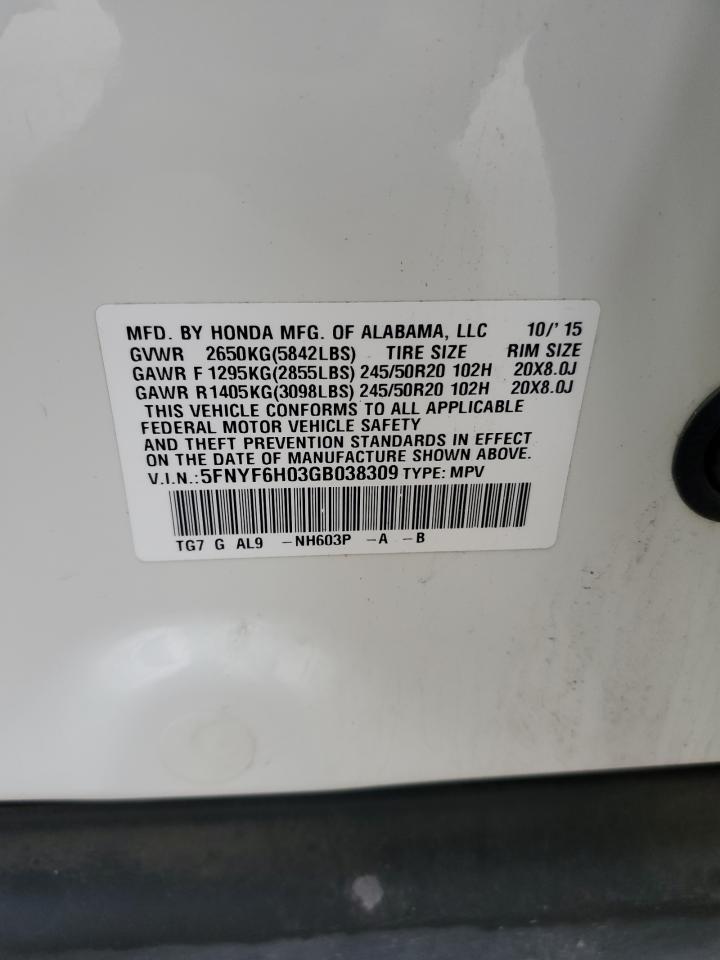 MFD. BY HONDA MFG. OF ALABAMA, LLC 10/'15
GVWR 2650KG(5842LBS) TIRE SIZE RIM SIZE
GAWR F 1295KG(2855LBS) 245/50R20 102H 20X8.0J
GAWR R 1405KG(3098LBS) 245/50R20 102H 20X8.0J
THIS VEHICLE CONFORMS TO ALL APPLICABLE
FEDERAL MOTOR VEHICLE SAFETY
AND THEFT PREVENTION STANDARDS IN EFFECT
ON THE DATE OF MANUFACTURE SHOWN ABOVE.
V.I.N.: 5FNYF6H03GB038309 TYPE: MPV
TG7 G AL9 -NH603P -A -B